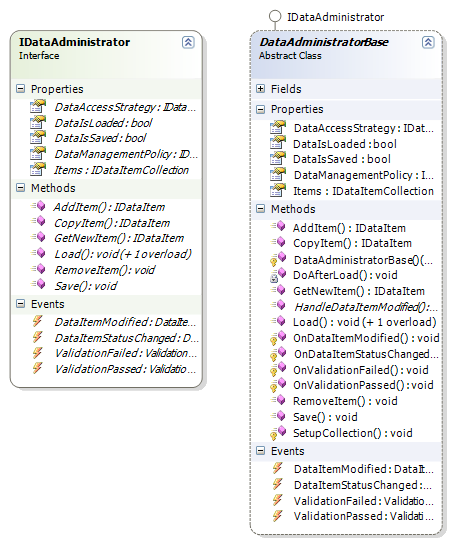 IDataAdministrator
Interface
Properties
DataAccessStrategy : IData...
DataIsLoaded : bool
DataIsSaved : bool
DataManagementPolicy : ID...
Items : IDataItemCollection
Methods
AddItem() : IDataItem
CopyItem() : IDataItem
GetNewItem() : IDataItem
Load() : void (+ 1 overload)
RemoveItem() : void
Save() : void
Events
DataItemModified : DataIte...
DataItemStatusChanged : D...
ValidationFailed : Validation...
ValidationPassed : Validatio...
IDataAdministrator
DataAdministratorBase
Abstract Class
Fields
Properties
DataAccessStrategy : IDat...
DataIsLoaded : bool
DataIsSaved : bool
DataManagementPolicy : I...
Items : IDataItemCollection
Methods
AddItem() : IDataItem
CopyItem() : IDataItem
DataAdministratorBase()(...
DoAfterLoad() : void
GetNewItem() : IDataItem
HandleDataItemModified() :...
Load() : void (+ 1 overload)
OnDataItemModified() : void
OnDataItemStatusChanged...
OnValidationFailed() : void
OnValidationPassed() : void
RemoveItem() : void
Save() : void
SetupCollection() : void
Events
DataItemModified : DataIt...
DataItemStatusChanged :...
ValidationFailed : Validatio...
ValidationPassed : Validat...